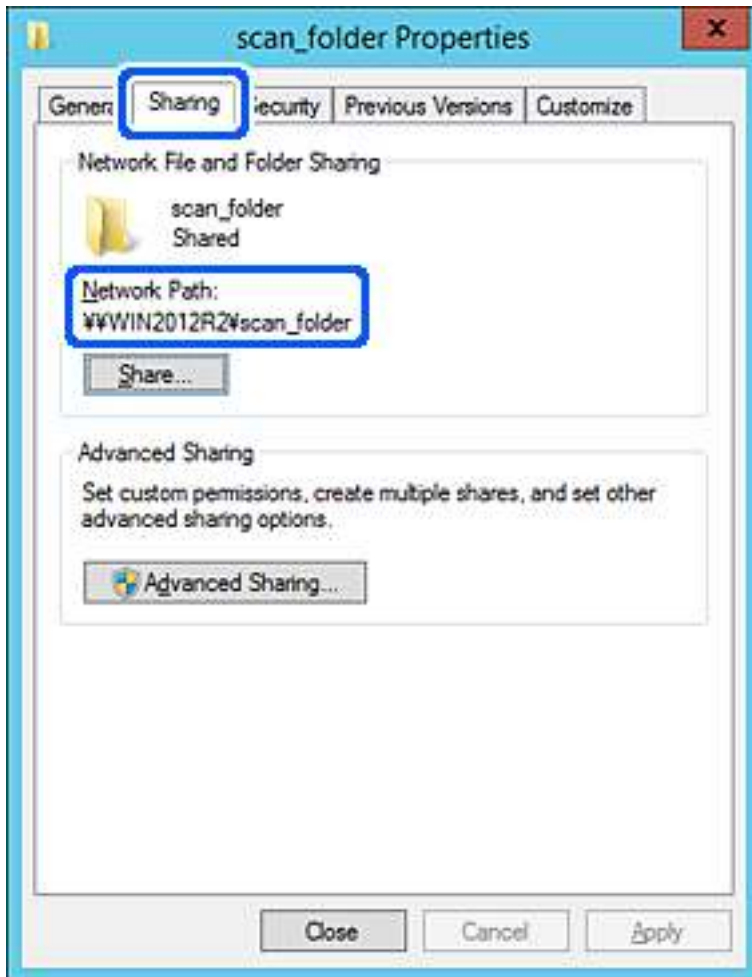 scan_folder Properties
x
Genera Sharing ecurity Previous Versions Customize
Network File and Folder Sharing
scan_folder
Shared
Network Path:
¥¥WIN2012R2¥scan_folder
Share...
Advanced Sharing
Set custom permissions, create multiple shares, and set other
advanced sharing options.
Advanced Sharing...
Close Cancel Apply